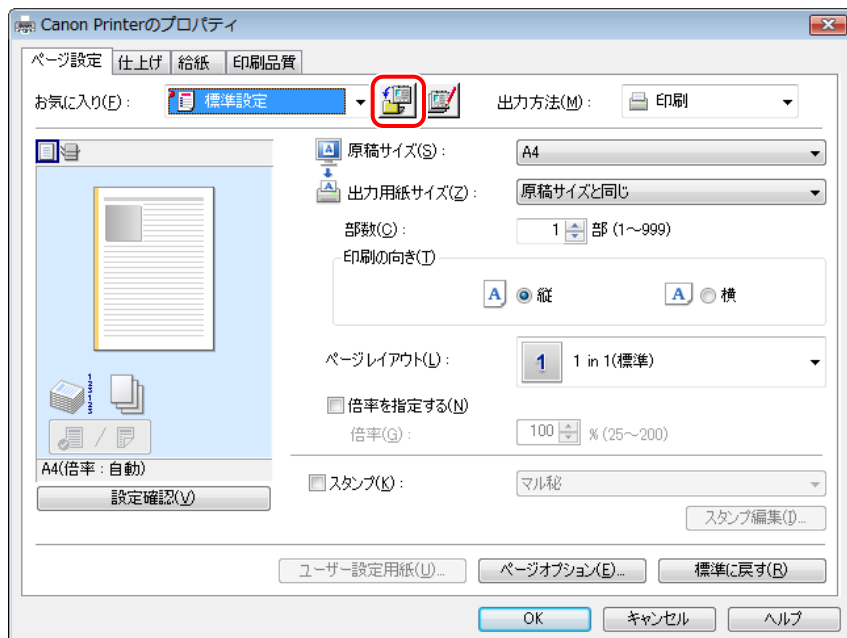 Canon Printerのプロパティ
ページ設定 仕上げ 給紙 印刷品質
お気に入り(F): 標準設定 出力方法(M): 印刷
原稿サイズ(S): A4
出力用紙サイズ(Z): 原稿サイズと同じ
部数(C): 1 部 (1～999)
印刷の向き(T)
A 縦 A 横
ページレイアウト(L): 1 1 in 1(標準)
倍率を指定する(N)
倍率(G): 100 % (25～200)
A4(倍率：自動)
設定確認(V)
スタンプ(K): マル秘
スタンプ編集(I)...
ユーザー設定用紙(U)... ページオプション(E)... 標準に戻す(R)
OK キャンセル ヘルプ